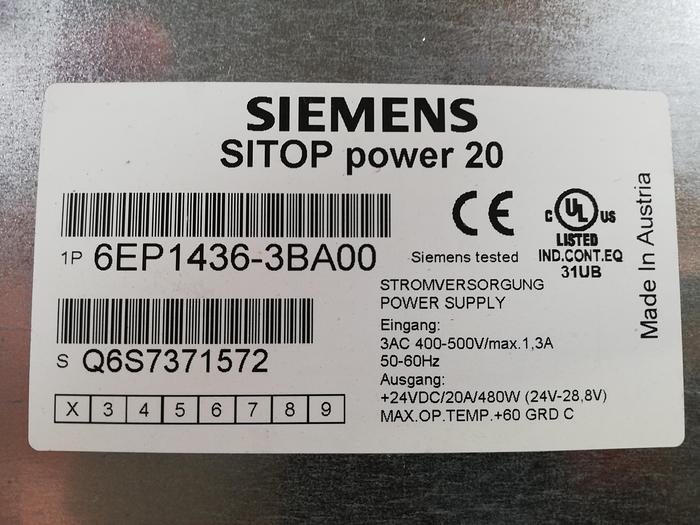 SIEMENS
SITOP power 20
1P 6EP1436-3BA00
S Q6S7371572
X 3 4 5 6 7 8 9
CE
Siemens tested
C UL US
LISTED
IND.CONT.EQ
31UB
STROMVERSORGUNG
POWER SUPPLY
Eingang:
3AC 400-500V/max.1,3A
50-60Hz
Ausgang:
+24VDC/20A/480W (24V-28,8V)
MAX.OP.TEMP.+60 GRD C
Made In Austria